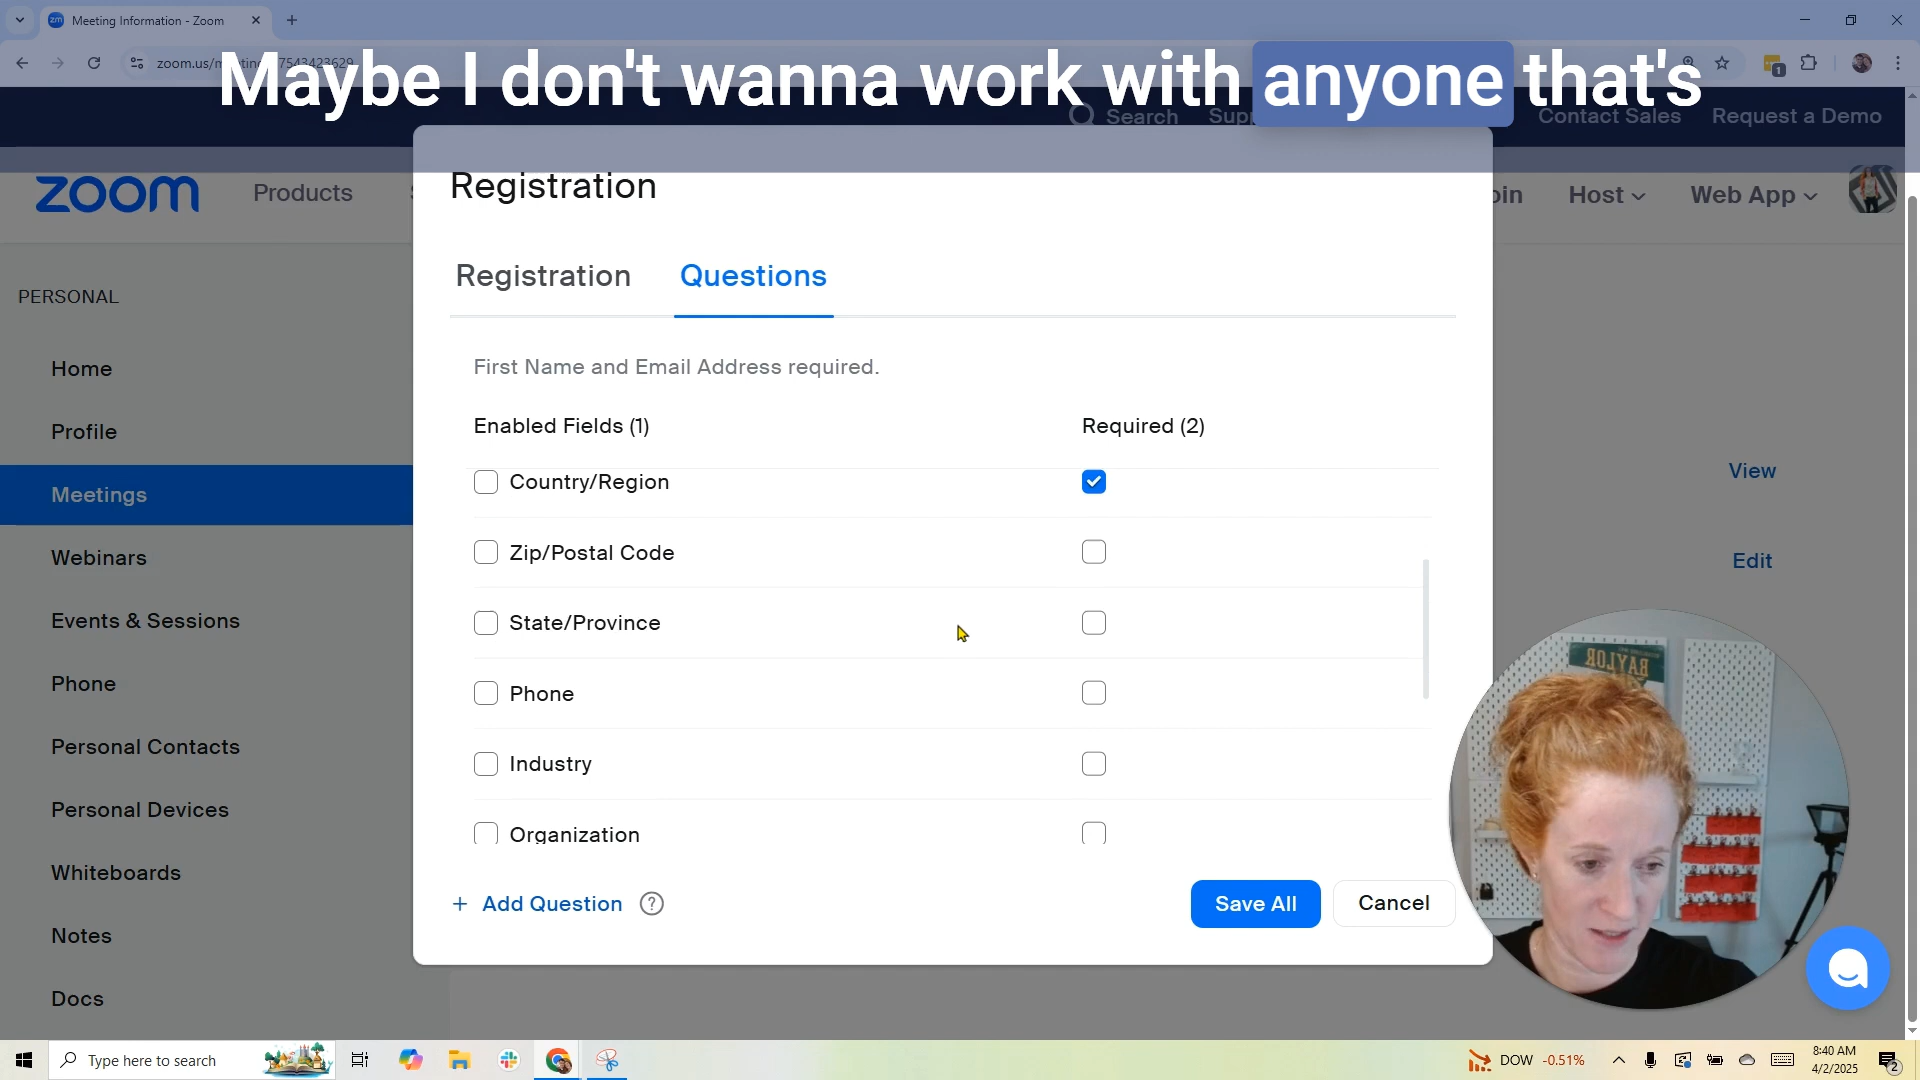 Meeting Information - Zoom
Maybe I don't wanna work with anyone that's
Search
Contact Sales
Request a Demo
zoom
Products
Host
Web App
PERSONAL
Home
Profile
Meetings
Webinars
Events & Sessions
Phone
Personal Contacts
Personal Devices
Whiteboards
Notes
Docs
Registration
Registration
Questions
First Name and Email Address required.
Enabled Fields (1)
Required (2)
Country/Region
Zip/Postal Code
State/Province
Phone
Industry
Organization
+ Add Question ?
Save All
Cancel
View
Edit
BAYLOR
Type here to search
DOW -0.51%
8:40 AM
4/2/2025
2